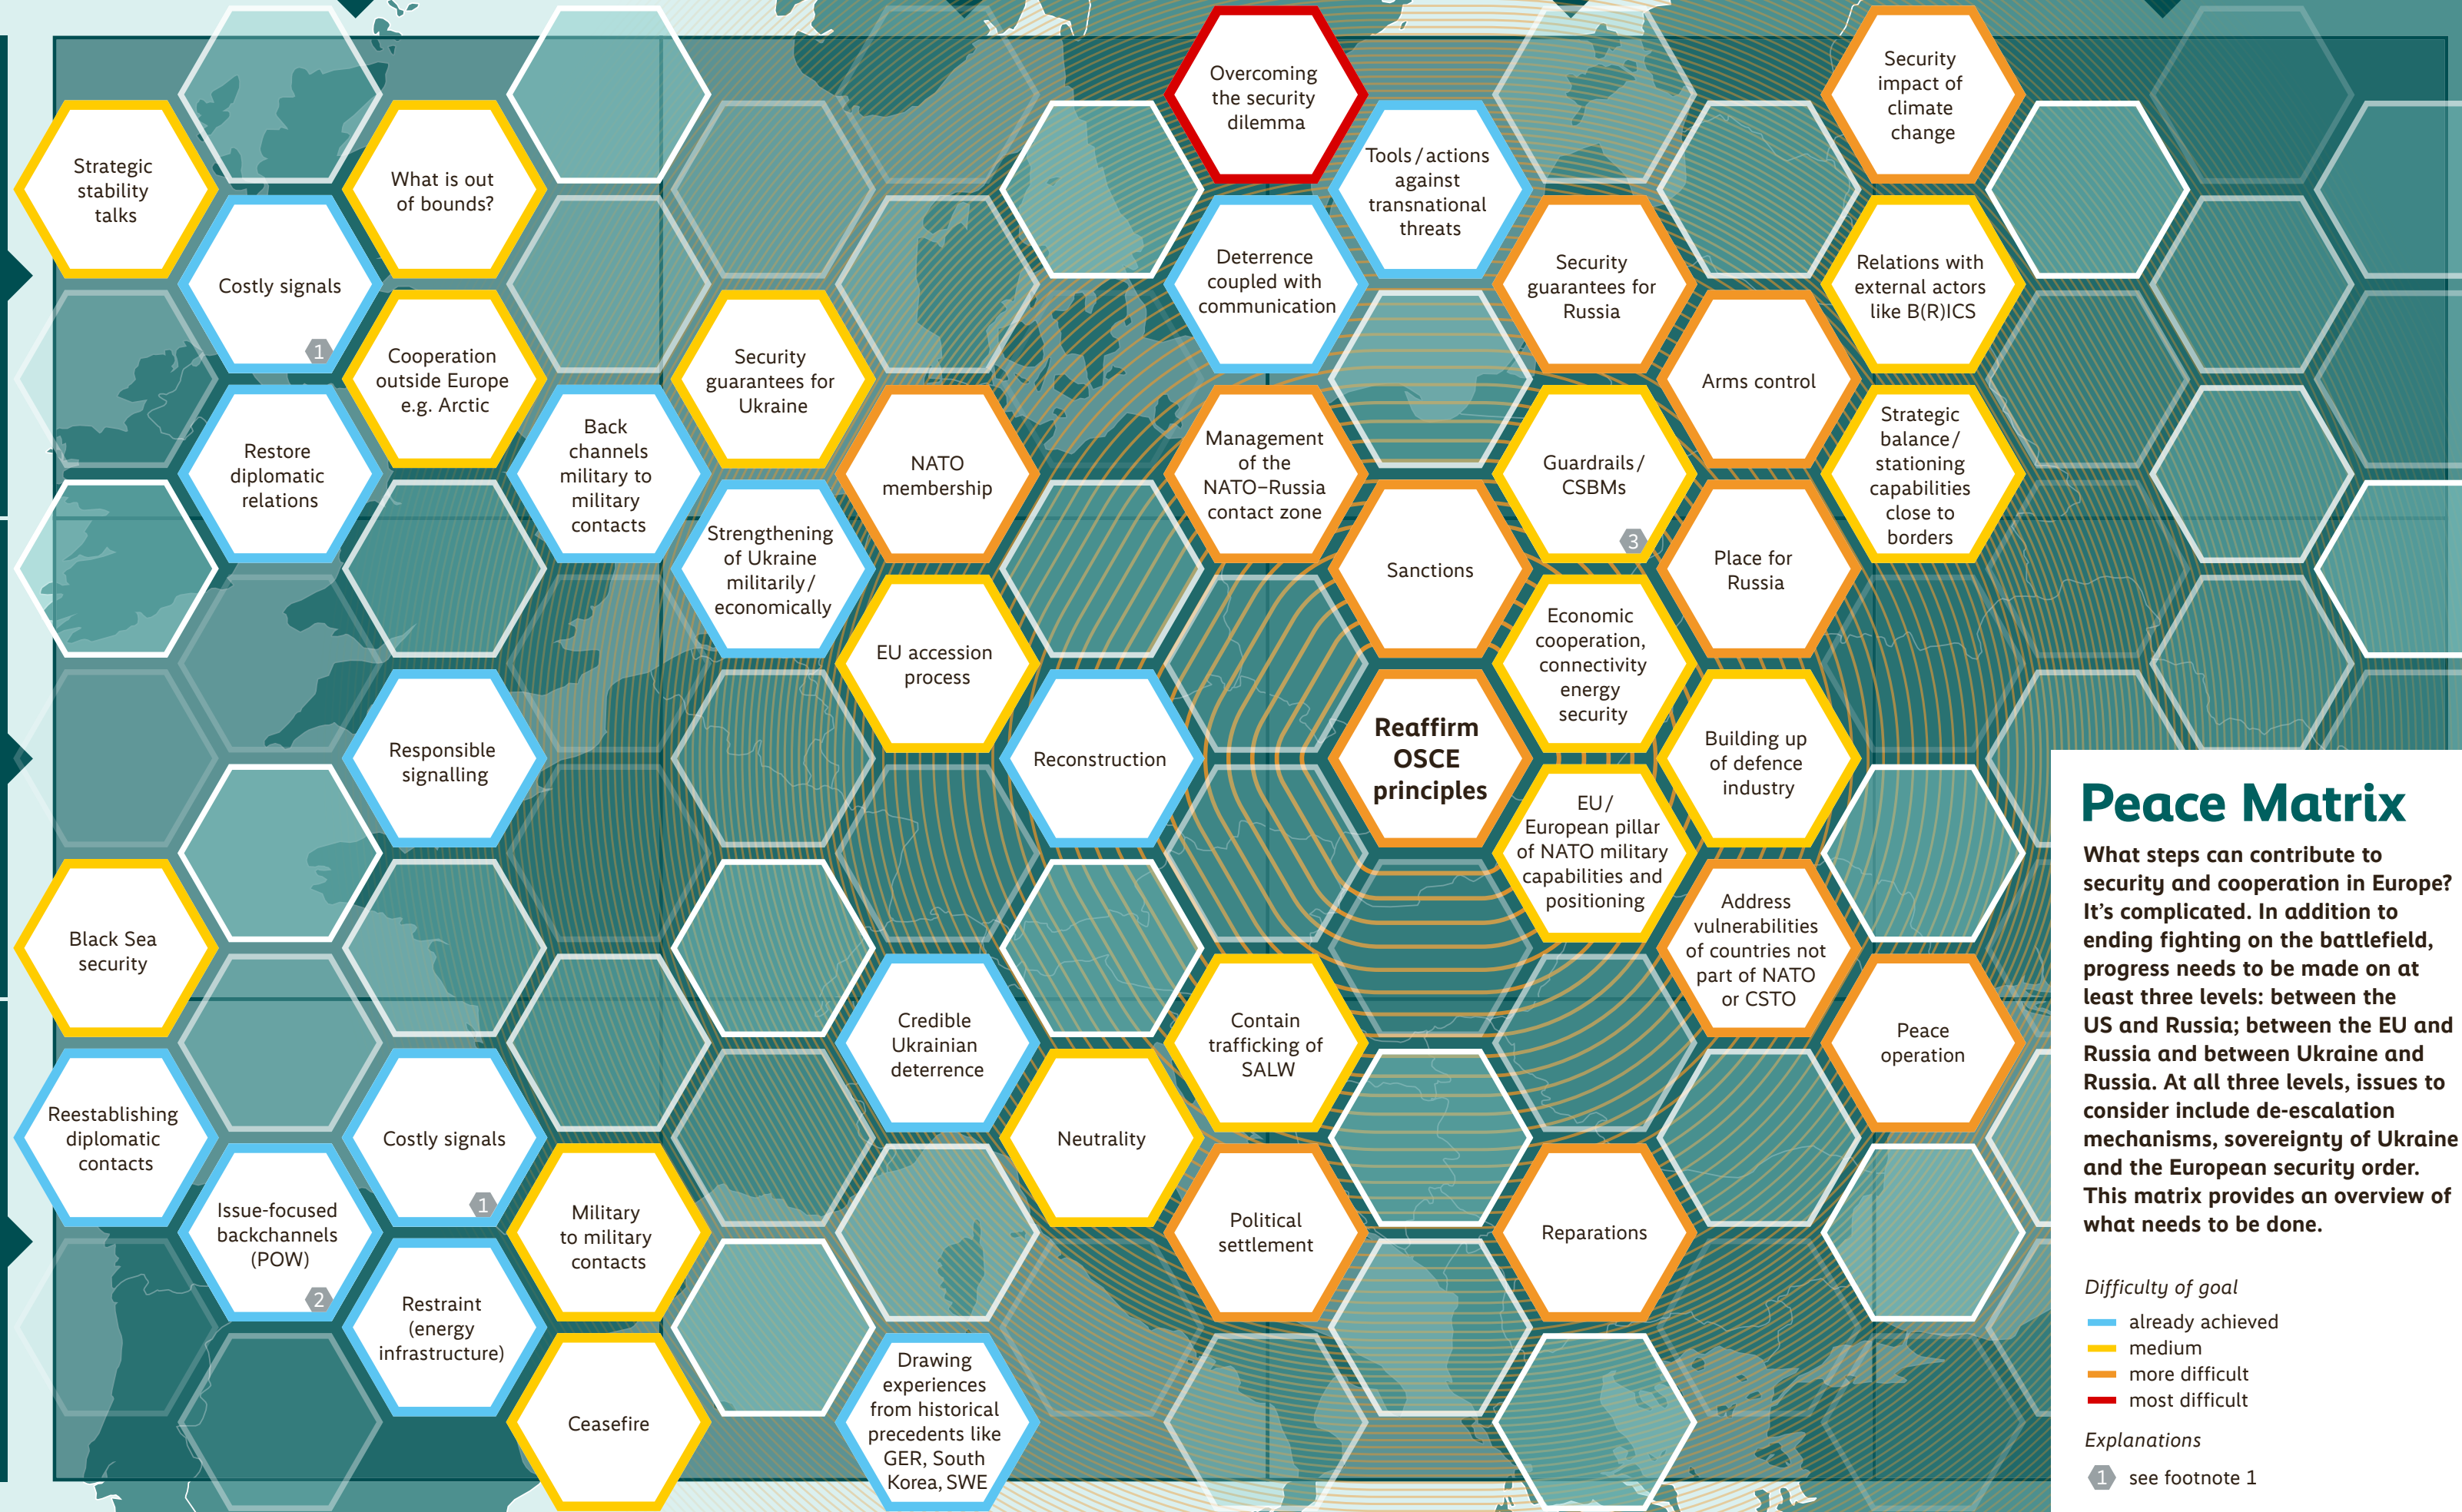 Overcoming
the security
dilemma
Security
impact of
climate
change
Strategic
stability
talks
What is out
of bounds?
Tools/actions
against
transnational
threats
Costly signals
1
Deterrence
coupled with
communication
Security
guarantees for
Russia
Relations with
external actors
like B(R)ICS
Cooperation
outside Europe
e.g. Arctic
Security
guarantees for
Ukraine
Arms control
Restore
diplomatic
relations
Back
channels
military to
military
contacts
NATO
membership
Management
of the
NATO–Russia
contact zone
Guardrails/
CSBMs
3
Strategic
balance/
stationing
capabilities
close to
borders
Strengthening
of Ukraine
militarily/
economically
Sanctions
Place for
Russia
EU accession
process
Economic
cooperation,
connectivity
energy
security
Responsible
signalling
Reconstruction
Reaffirm
OSCE
principles
Building up
of defence
industry
EU/
European pillar
of NATO military
capabilities and
positioning
Black Sea
security
Address
vulnerabilities
of countries not
part of NATO
or CSTO
Credible
Ukrainian
deterrence
Contain
trafficking of
SALW
Peace
operation
Reestablishing
diplomatic
contacts
Costly signals
1
Neutrality
Issue-focused
backchannels
(POW)
2
Military
to military
contacts
Political
settlement
Reparations
Restraint
(energy
infrastructure)
Ceasefire
Drawing
experiences
from historical
precedents like
GER, South
Korea, SWE
Peace Matrix
What steps can contribute to
security and cooperation in Europe?
It's complicated. In addition to
ending fighting on the battlefield,
progress needs to be made on at
least three levels: between the
US and Russia; between the EU and
Russia and between Ukraine and
Russia. At all three levels, issues to
consider include de-escalation
mechanisms, sovereignty of Ukraine
and the European security order.
This matrix provides an overview of
what needs to be done.
Difficulty of goal
already achieved
medium
more difficult
most difficult
Explanations
1 see footnote 1